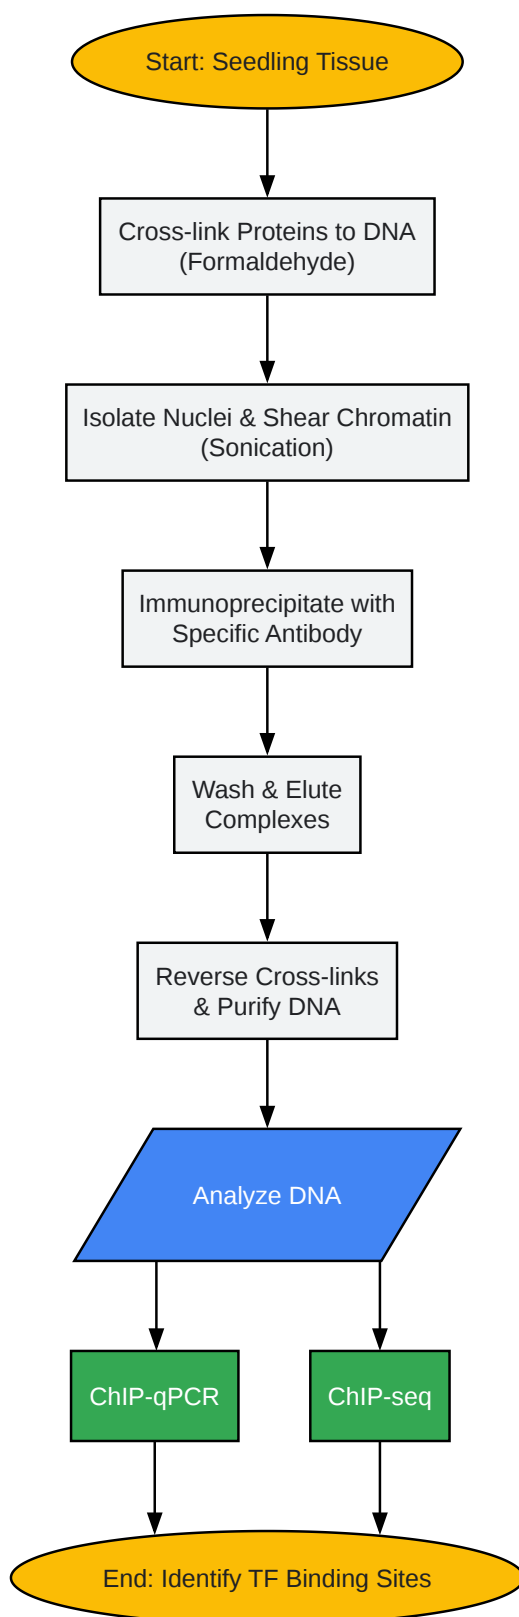 Start: Seedling Tissue
Cross-link Proteins to DNA
(Formaldehyde)
Isolate Nuclei & Shear Chromatin
(Sonication)
Immunoprecipitate with
Specific Antibody
Wash & Elute
Complexes
Reverse Cross-links
& Purify DNA
Analyze DNA
ChIP-qPCR
ChIP-seq
End: Identify TF Binding Sites